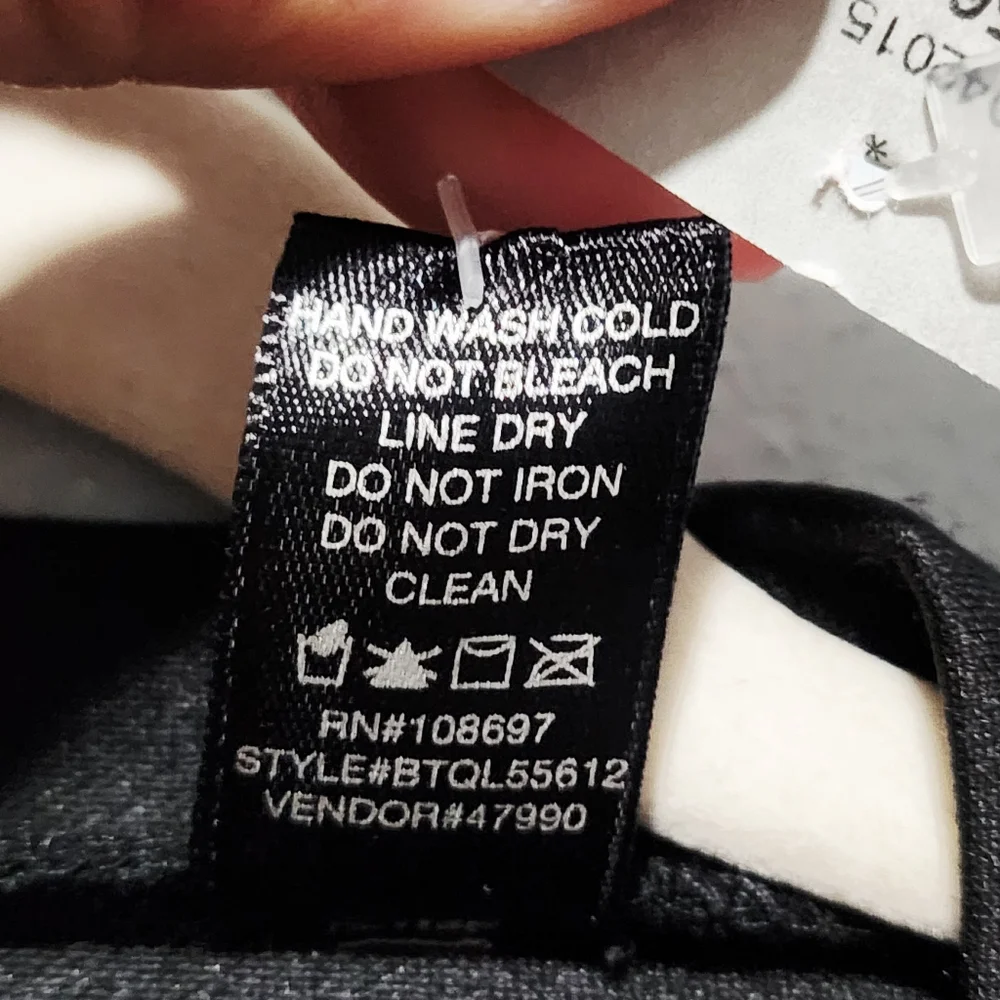 HAND WASH COLD
DO NOT BLEACH
LINE DRY
DO NOT IRON
DO NOT DRY
CLEAN
RN#108697
STYLE#BTQL55612
VENDOR#47990
2015
*